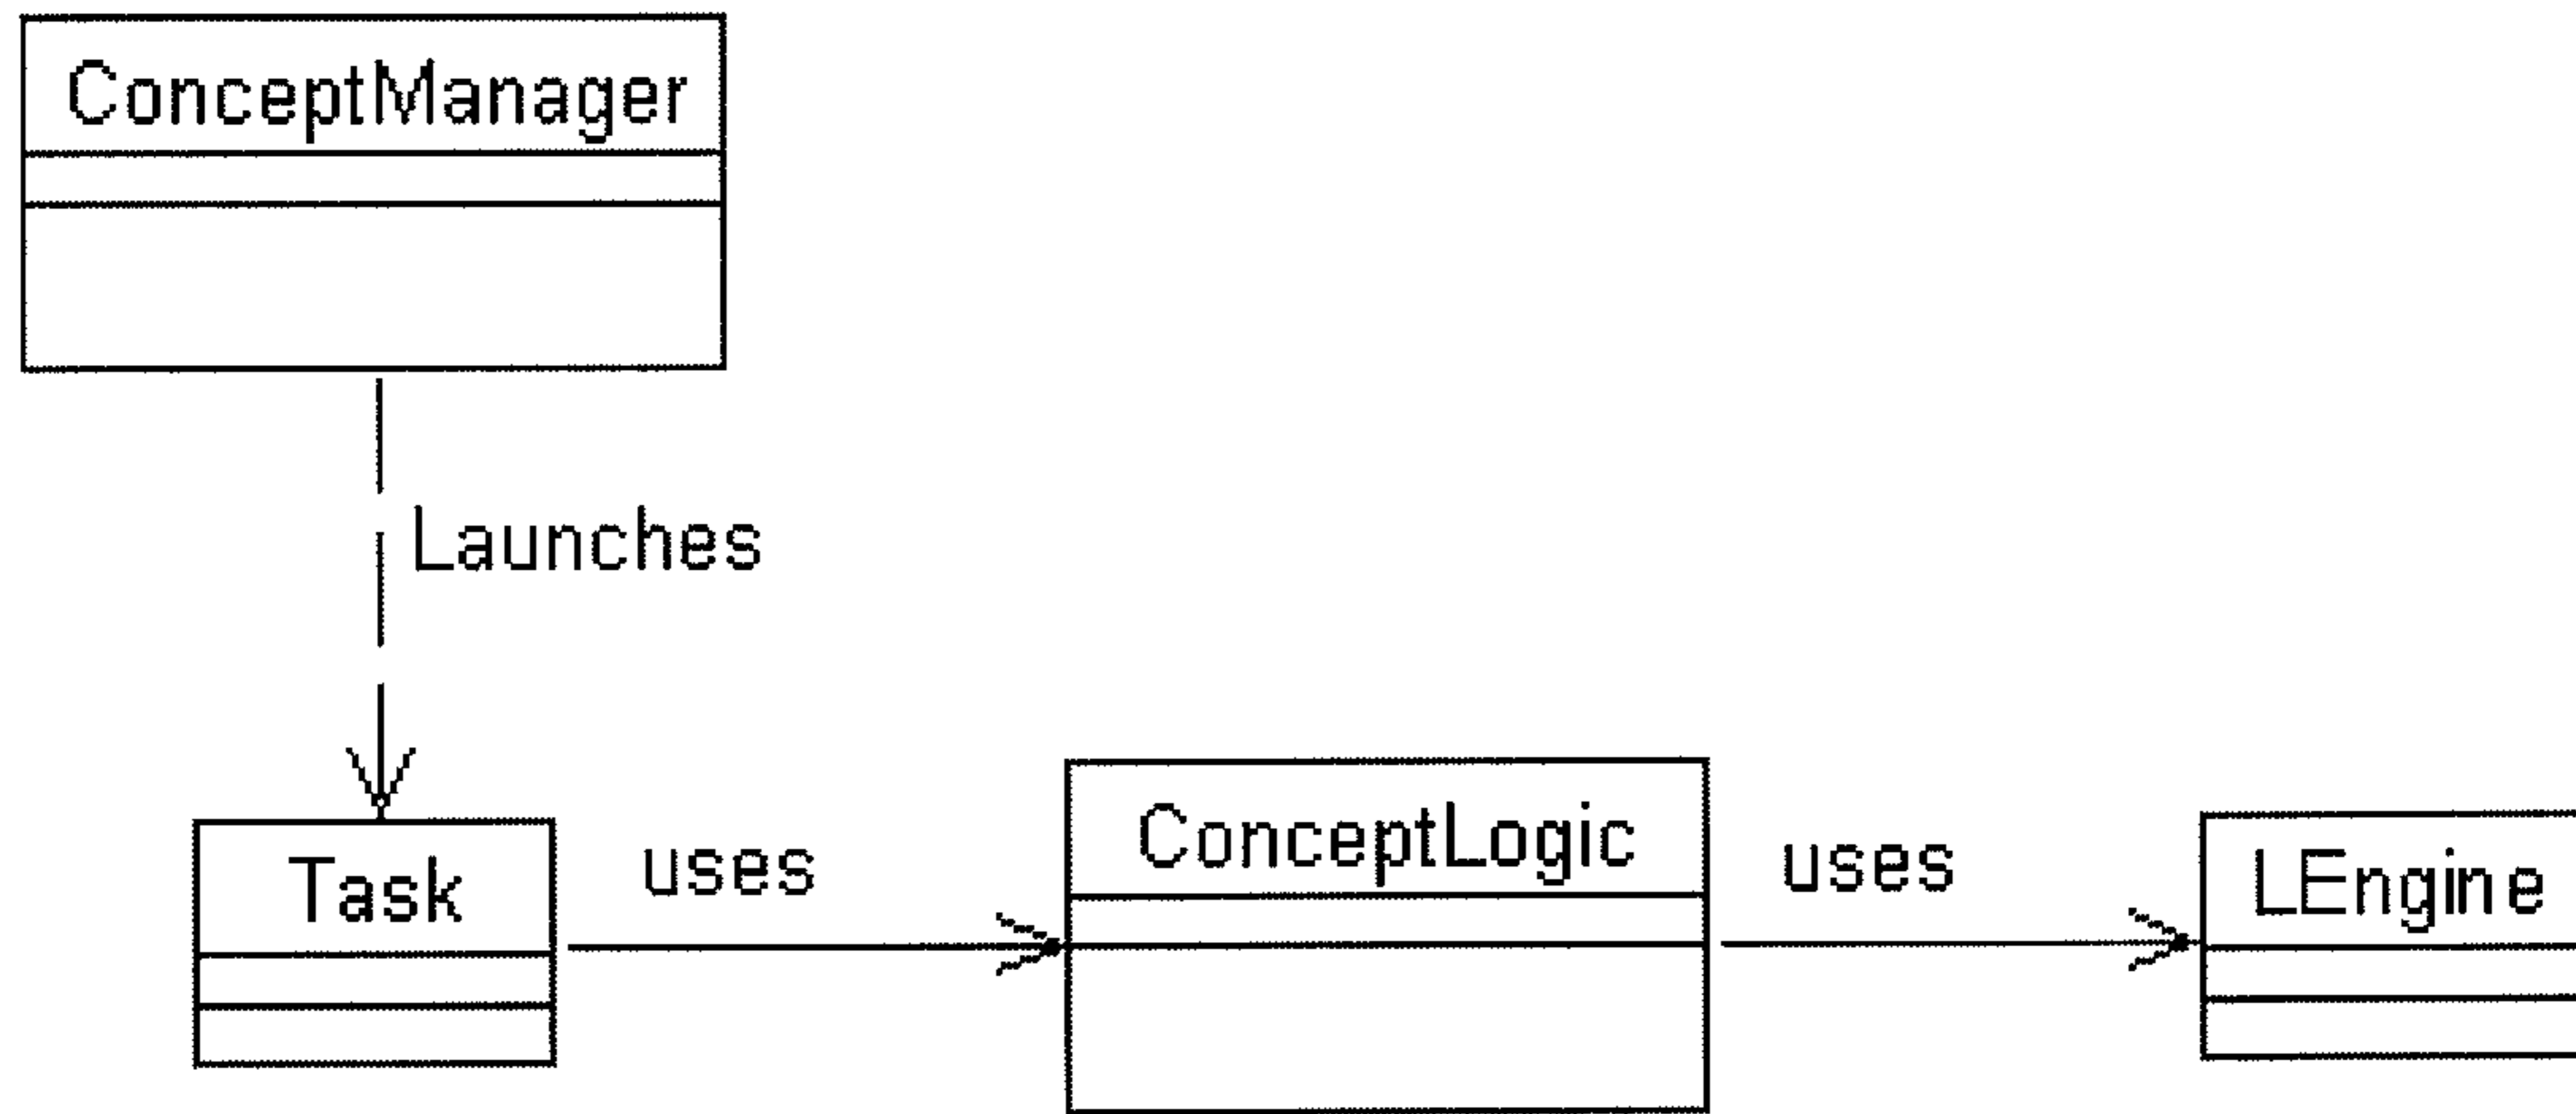 ConceptManager
Launches
Task
uses
ConceptLogic
uses
LEngine